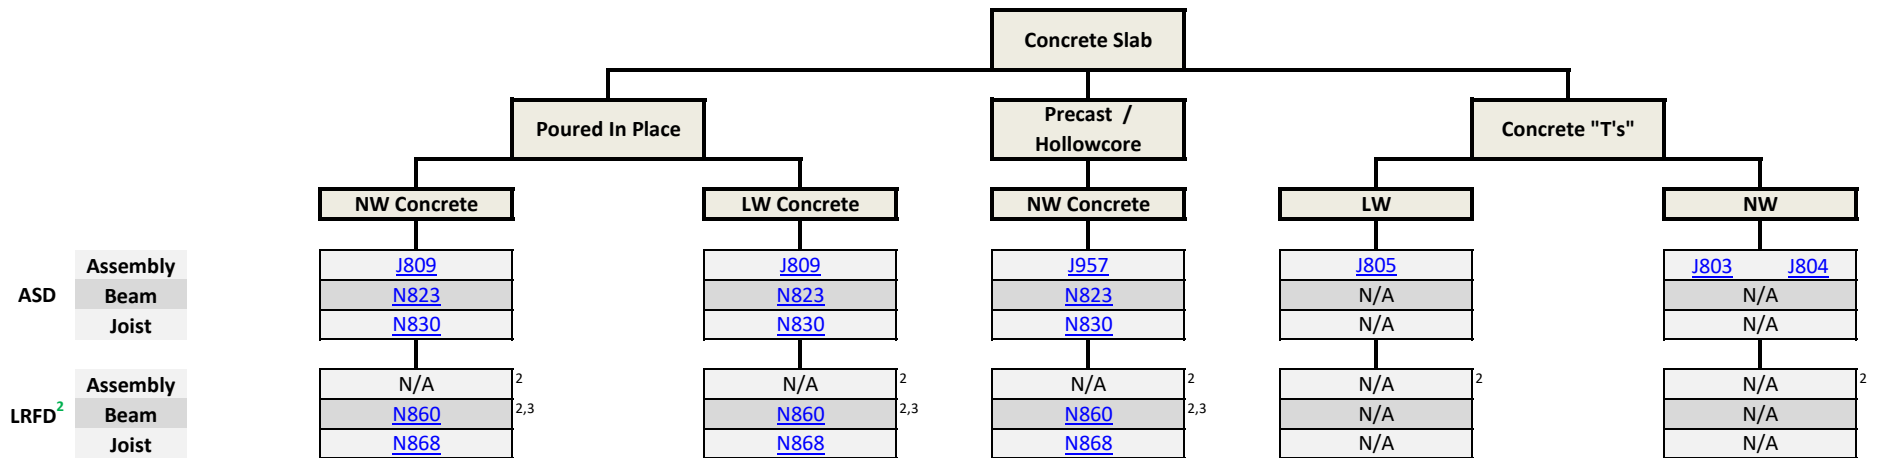 Concrete Slab
Poured In Place
Precast /
Hollowcore
Concrete "T's"
NW Concrete
LW Concrete
NW Concrete
LW
NW
Assembly J809 J809 J957 J805 J803 J804
ASD Beam N823 N823 N823 N/A N/A
Joist N830 N830 N830 N/A N/A
Assembly N/A 2 N/A 2 N/A 2 N/A 2 N/A 2
LRFD2 Beam N860 2,3 N860 2,3 N860 2,3 N/A N/A
Joist N868 N868 N868 N/A N/A